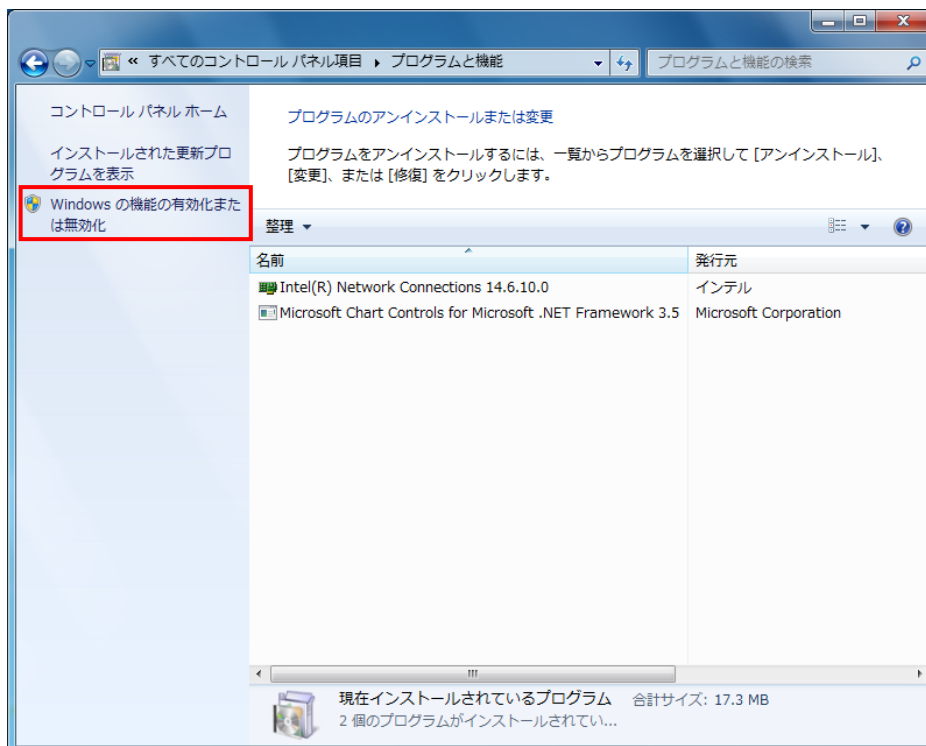 « すべてのコントロール パネル項目 ▸ プログラムと機能
プログラムと機能の検索
コントロール パネル ホーム
インストールされた更新プロ
グラムを表示
Windows の機能の有効化また
は無効化
プログラムのアンインストールまたは変更
プログラムをアンインストールするには、一覧からプログラムを選択して [アンインストール]、
[変更]、または [修復] をクリックします。
整理 ▼
名前 発行元
Intel(R) Network Connections 14.6.10.0 インテル
Microsoft Chart Controls for Microsoft .NET Framework 3.5 Microsoft Corporation
現在インストールされているプログラム 合計サイズ: 17.3 MB
2 個のプログラムがインストールされてい...